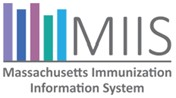 MIIS
Massachusetts Immunization
Information System